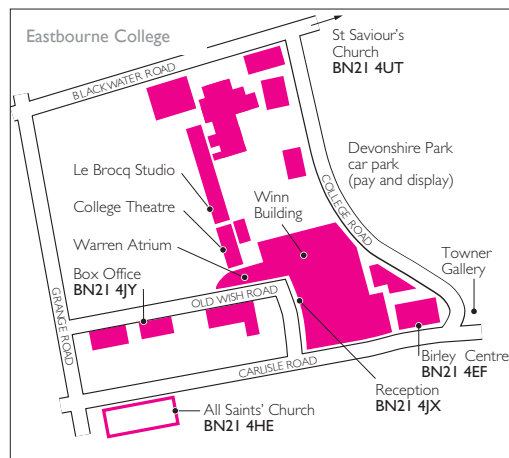 Eastbourne College
St Saviour's
Church
BN21 4UT
BLACKWATER ROAD
Devonshire Park
car park
(pay and display)
COLLEGE ROAD
Le Brocq Studio
College Theatre
Winn
Building
Warren Atrium
Box Office
BN21 4JY
Towner
Gallery
GRANGE ROAD
OLD WISH ROAD
CARLISLE ROAD
Birley Centre
BN21 4EF
Reception
BN21 4JX
All Saints' Church
BN21 4HE